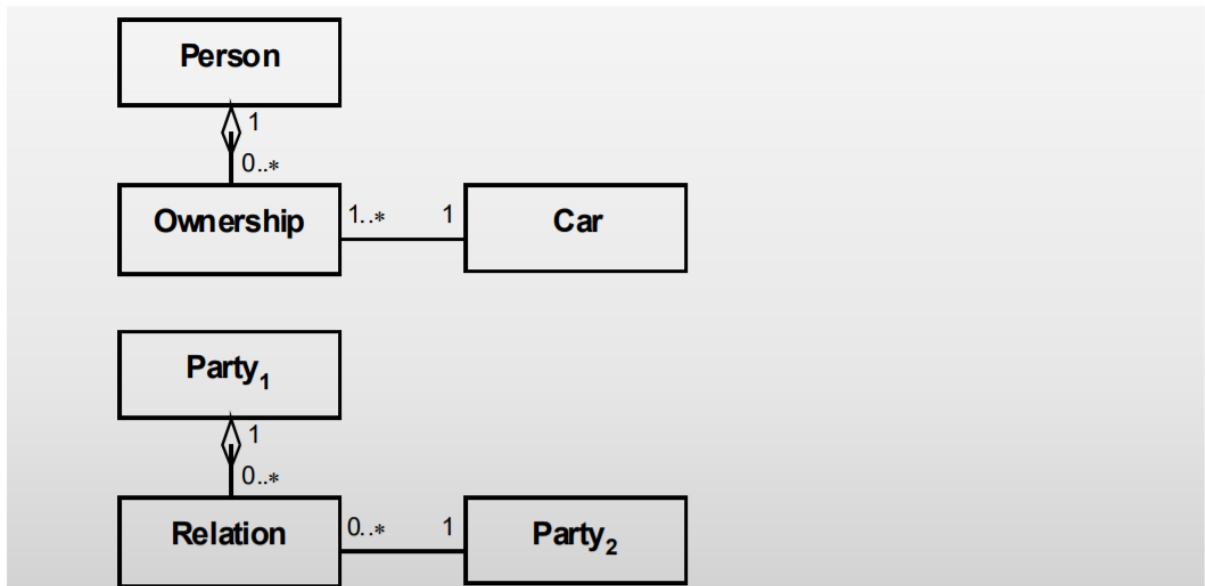 Person
1
0..*
Ownership
1..* 1
Car
Party₁
1
0..*
Relation
0..* 1
Party₂